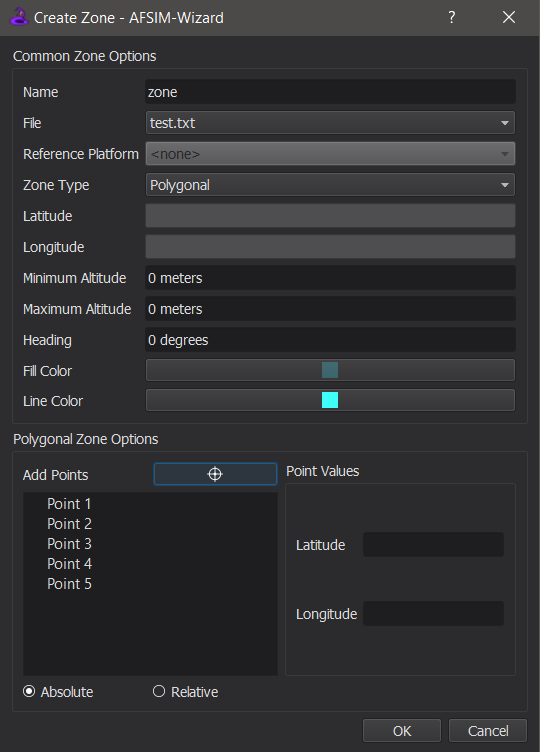 Create Zone - AFSIM-Wizard ?
Common Zone Options
Name zone
File test.txt
Reference Platform <none>
Zone Type Polygonal
Latitude
Longitude
Minimum Altitude 0 meters
Maximum Altitude 0 meters
Heading 0 degrees
Fill Color
Line Color
Polygonal Zone Options
Add Points
Point 1
Point 2
Point 3
Point 4
Point 5
Absolute Relative
Point Values
Latitude
Longitude
OK Cancel